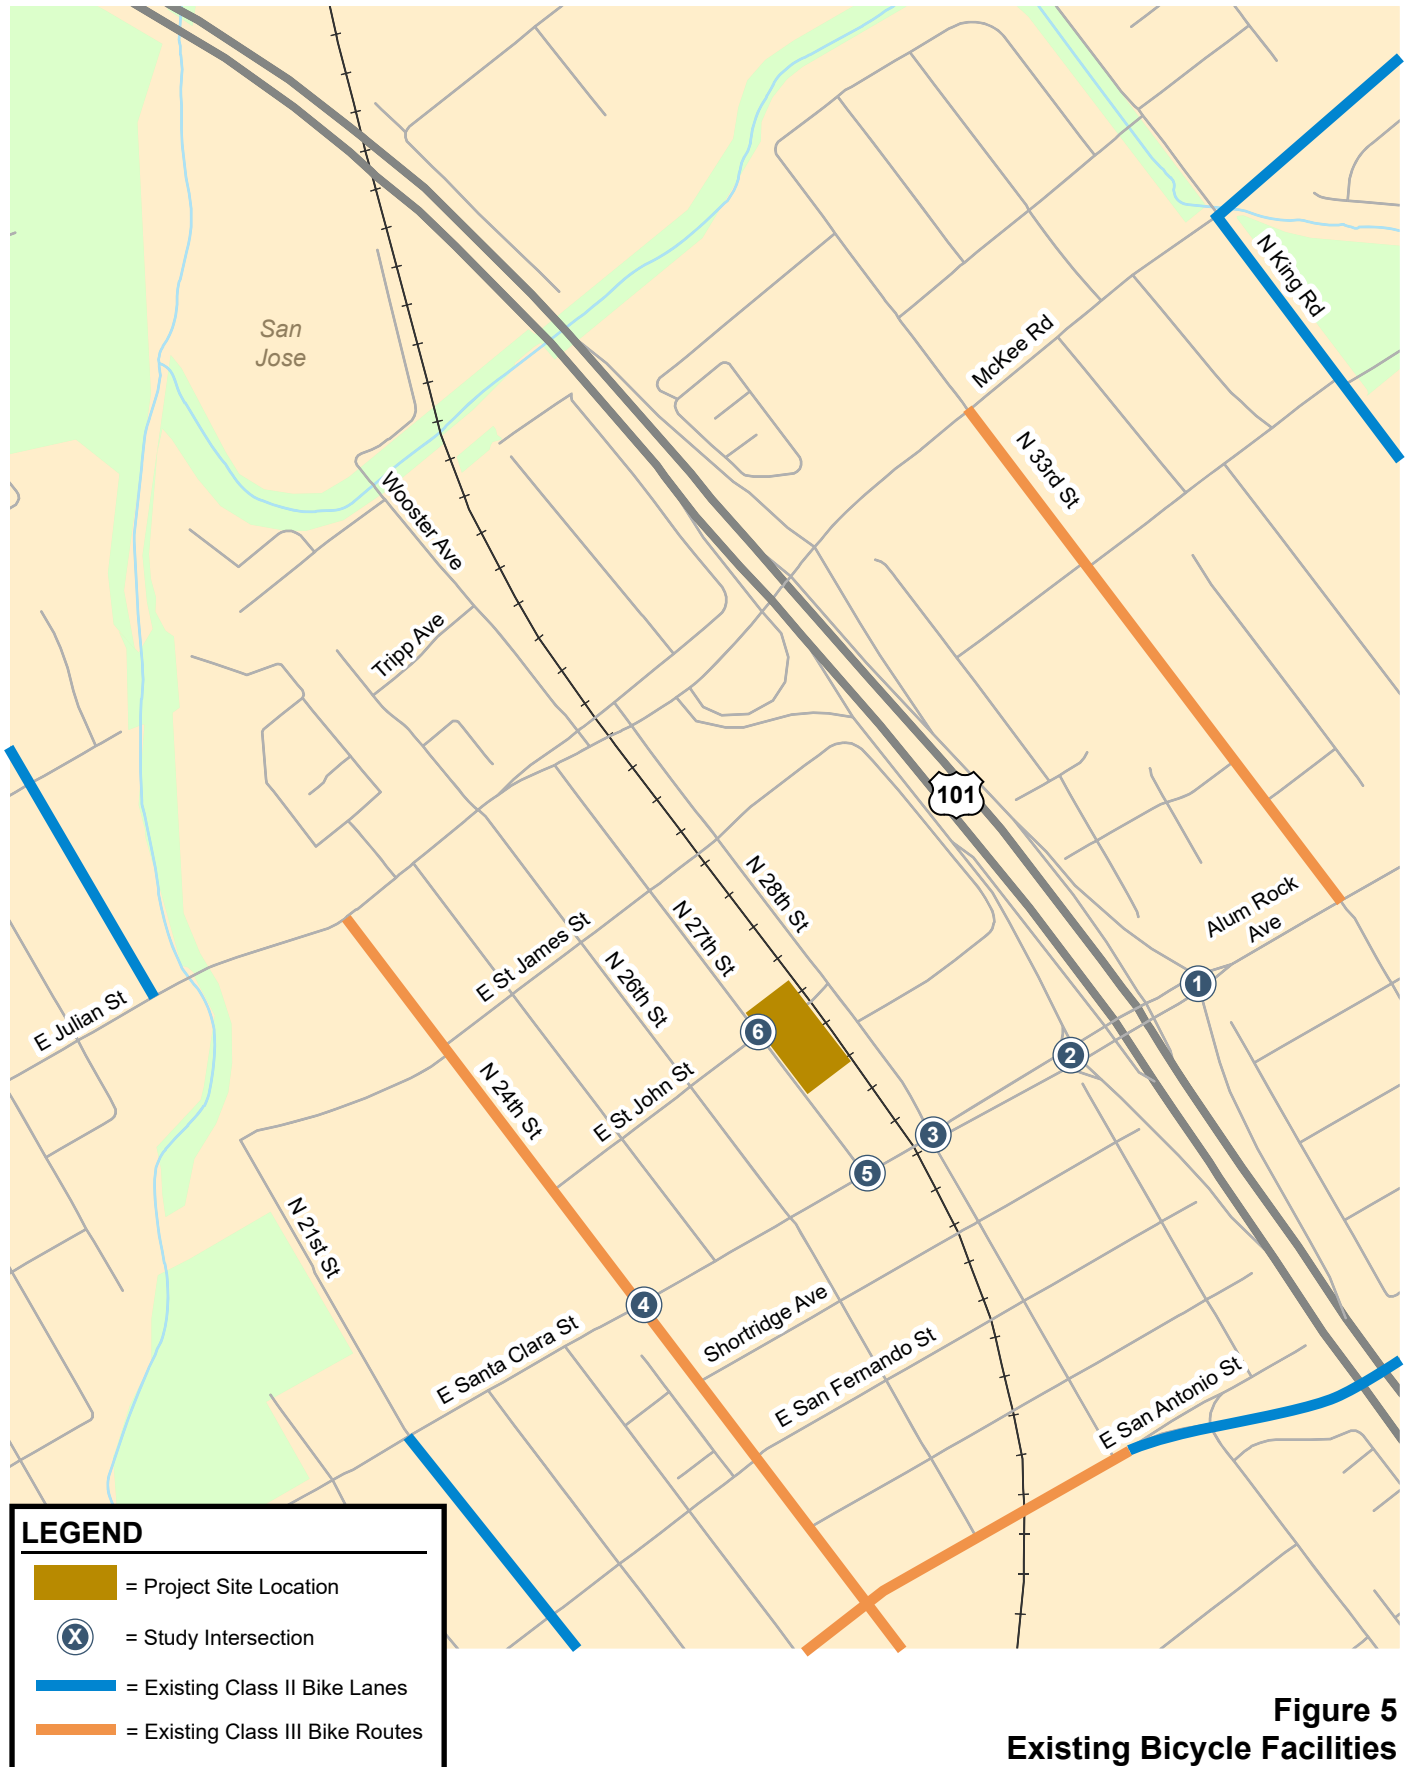 N King Rd
San
Jose
McKee Rd
N 33rd St
Wooster Ave
Tripp Ave
101
N 28th St
Alum Rock
Ave
N 27th St
E St James St
N 26th St
1
E Julian St
6
2
N 24th St
E St John St
3
5
N 21st St
4
Shortridge Ave
E Santa Clara St
E San Fernando St
E San Antonio St
LEGEND
= Project Site Location
X
= Study Intersection
= Existing Class II Bike Lanes
= Existing Class III Bike Routes
Figure 5
Existing Bicycle Facilities